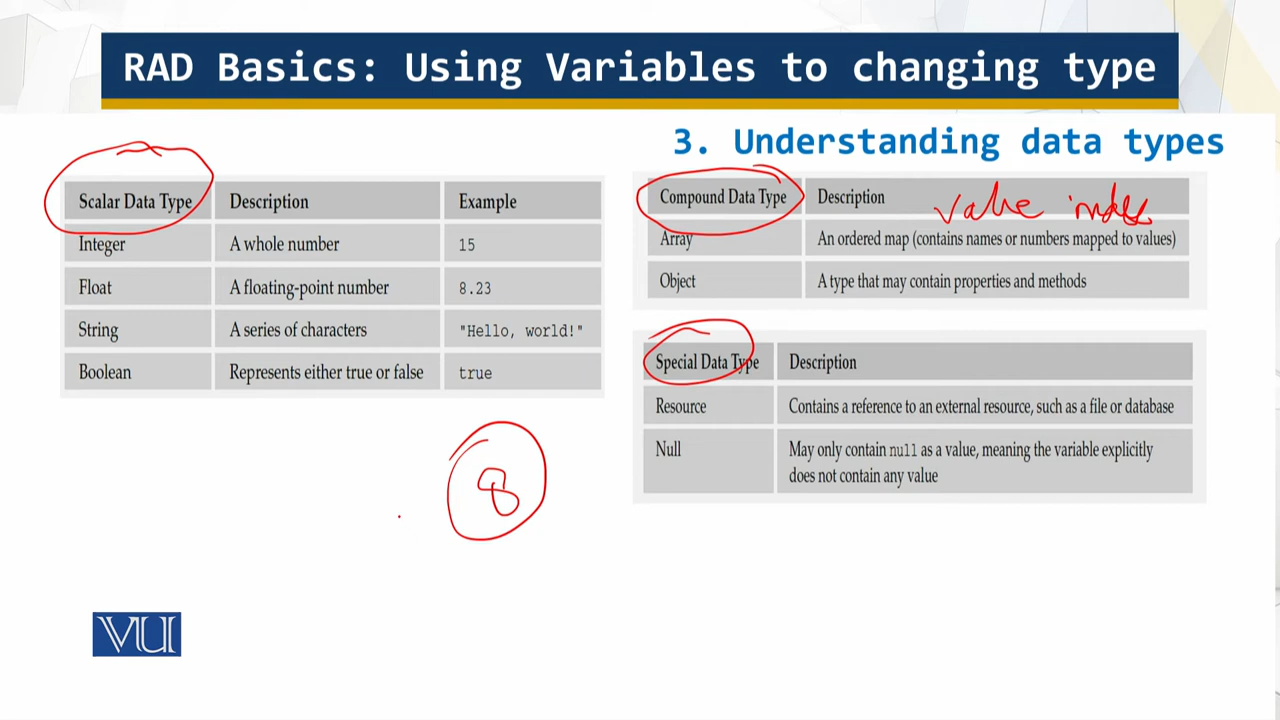 RAD Basics: Using Variables to changing type
3. Understanding data types
Scalar Data Type Description Example
Integer A whole number 15
Float A floating-point number 8.23
String A series of characters "Hello, world!"
Boolean Represents either true or false true
8
Compound Data Type Description value index
Array An ordered map (contains names or numbers mapped to values)
Object A type that may contain properties and methods
Special Data Type Description
Resource Contains a reference to an external resource, such as a file or database
Null May only contain null as a value, meaning the variable explicitly
does not contain any value
VU